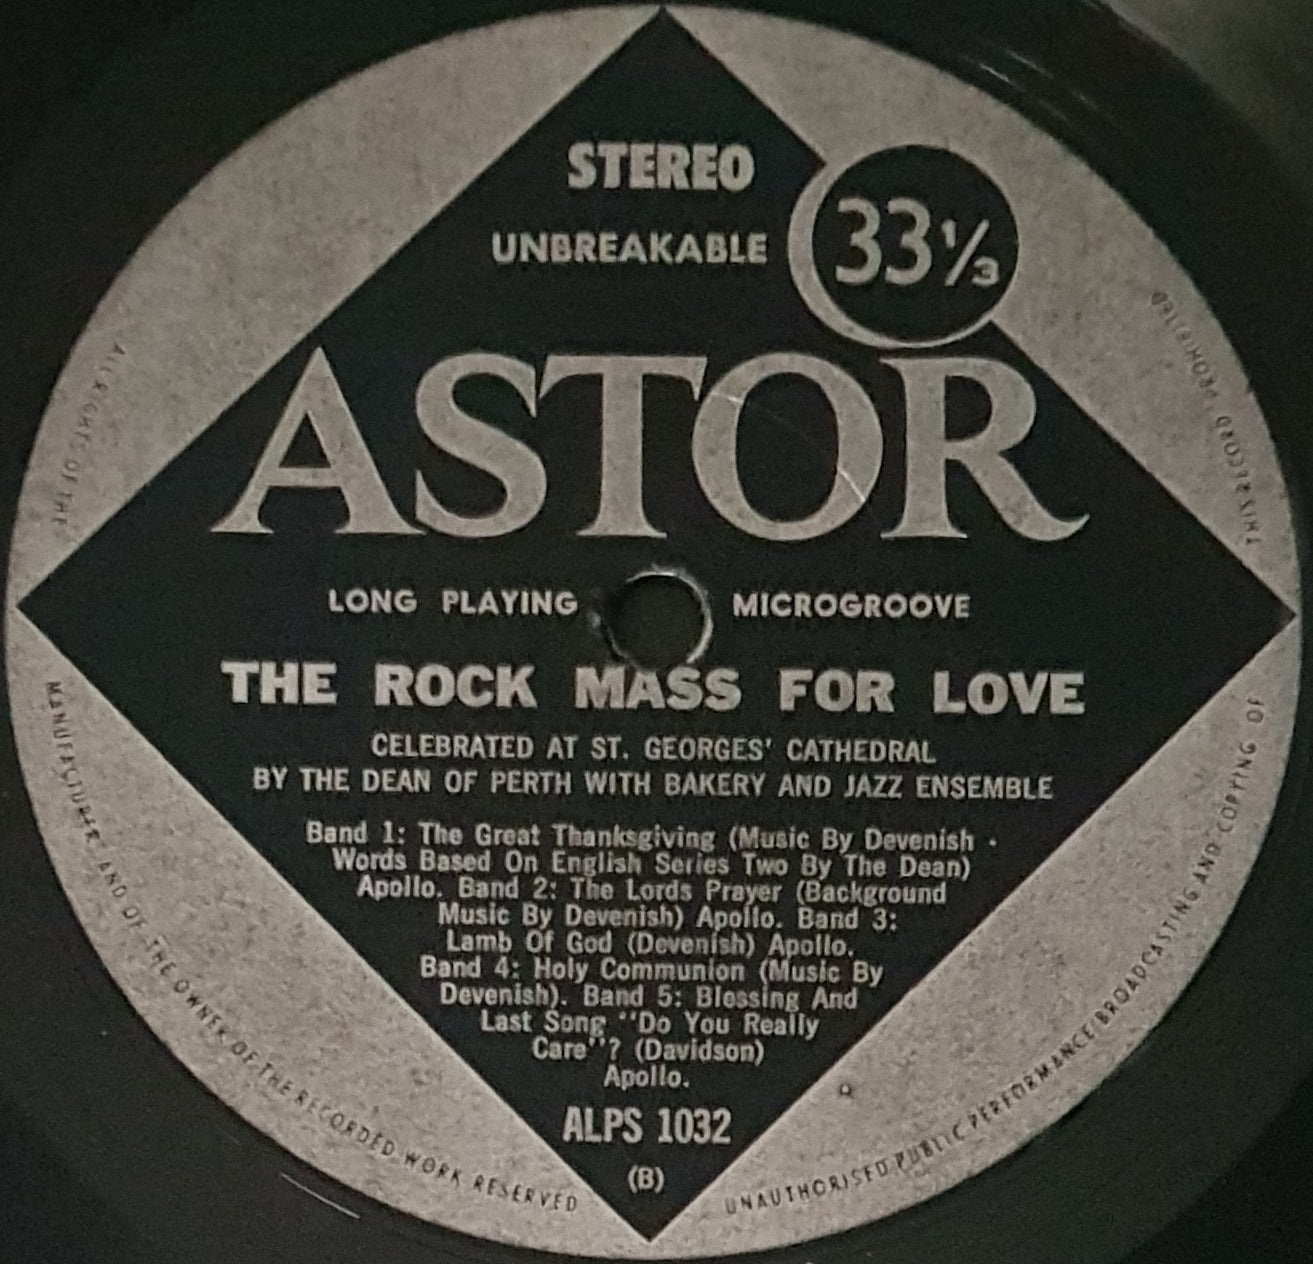 STEREO
UNBREAKABLE
33⅓
ASTOR
LONG PLAYING MICROGROOVE
THE ROCK MASS FOR LOVE
CELEBRATED AT ST. GEORGES' CATHEDRAL
BY THE DEAN OF PERTH WITH BAKERY AND JAZZ ENSEMBLE
Band 1: The Great Thanksgiving (Music By Devenish •
Words Based On English Series Two By The Dean)
Apollo. Band 2: The Lords Prayer (Background
Music By Devenish) Apollo. Band 3:
Lamb Of God (Devenish) Apollo.
Band 4: Holy Communion (Music By
Devenish). Band 5: Blessing And
Last Song "Do You Really
Care"? (Davidson)
Apollo.
ALPS 1032
(B)
ALL RIGHTS OF THE
MANUFACTURER AND OF THE OWNER OF THE RECORDED WORK RESERVED
UNAUTHORISED PUBLIC PERFORMANCE BROADCASTING AND COPYING OF
THIS RECORD PROHIBITED